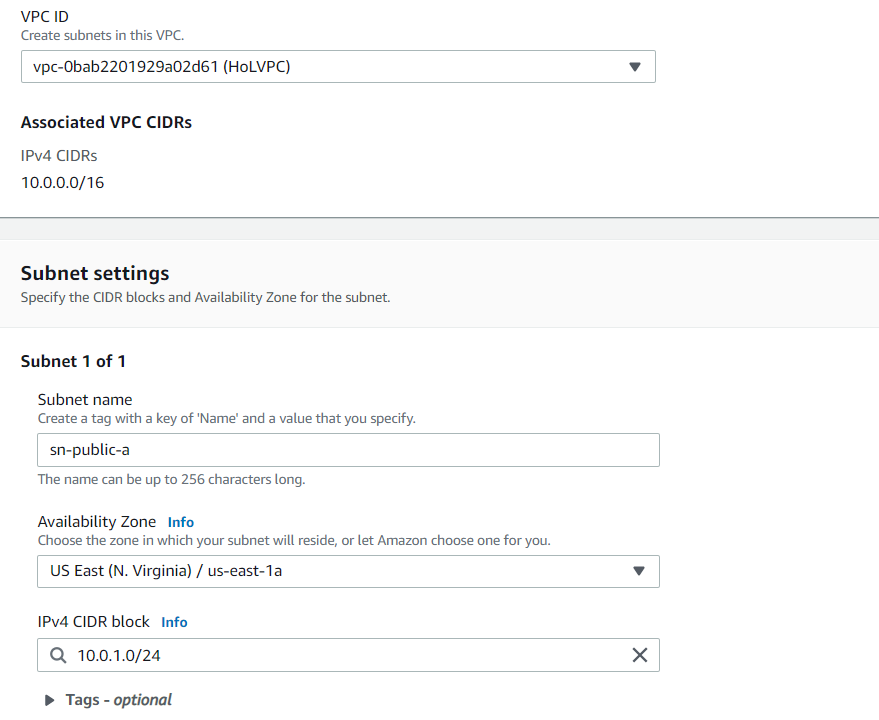 VPC ID
Create subnets in this VPC.
vpc-0bab2201929a02d61 (HoLVPC)
Associated VPC CIDRs
IPv4 CIDRs
10.0.0.0/16
Subnet settings
Specify the CIDR blocks and Availability Zone for the subnet.
Subnet 1 of 1
Subnet name
Create a tag with a key of 'Name' and a value that you specify.
sn-public-a
The name can be up to 256 characters long.
Availability Zone Info
Choose the zone in which your subnet will reside, or let Amazon choose one for you.
US East (N. Virginia) / us-east-1a
IPv4 CIDR block Info
10.0.1.0/24
Tags - optional